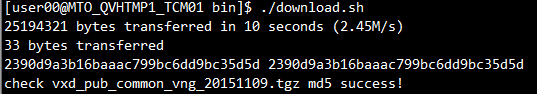 [user00@MTO_QVHTMP1_TCM01 bin]$ ./download.sh
25194321 bytes transferred in 10 seconds (2.45M/s)
33 bytes transferred
2390d9a3b16baaac799bc6dd9bc35d5d 2390d9a3b16baaac799bc6dd9bc35d5d
check vxd_pub_common_vng_20151109.tgz md5 success!